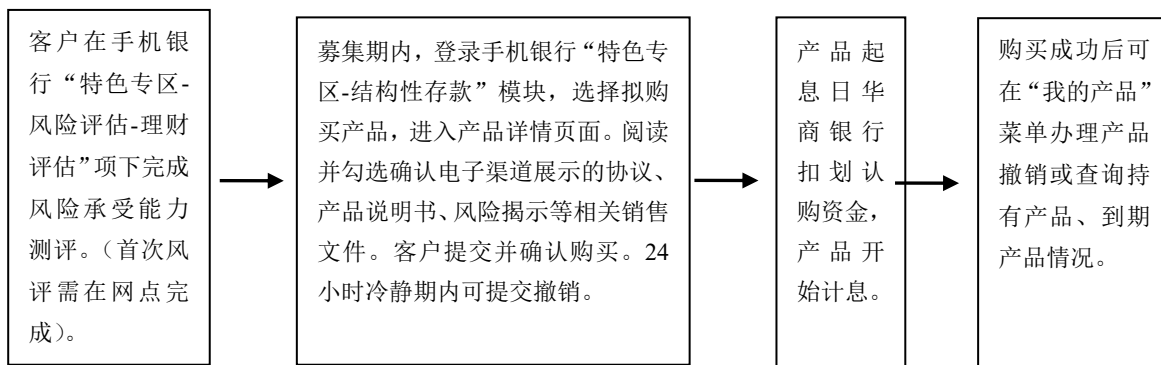 客户在手机银
行“特色专区-
风险评估-理财
评估”项下完成
风险承受能力
测评。（首次风
评需在网点完
成）。
募集期内，登录手机银行“特色专
区-结构性存款”模块，选择拟购
买产品，进入产品详情页面。阅读
并勾选确认电子渠道展示的协议、
产品说明书、风险揭示等相关销售
文件。客户提交并确认购买。24
小时冷静期内可提交撤销。
产品起
息日华
商银行
扣划认
购资金，
产品开
始计息。
购买成功后可
在“我的产品”
菜单办理产品
撤销或查询持
有产品、到期
产品情况。